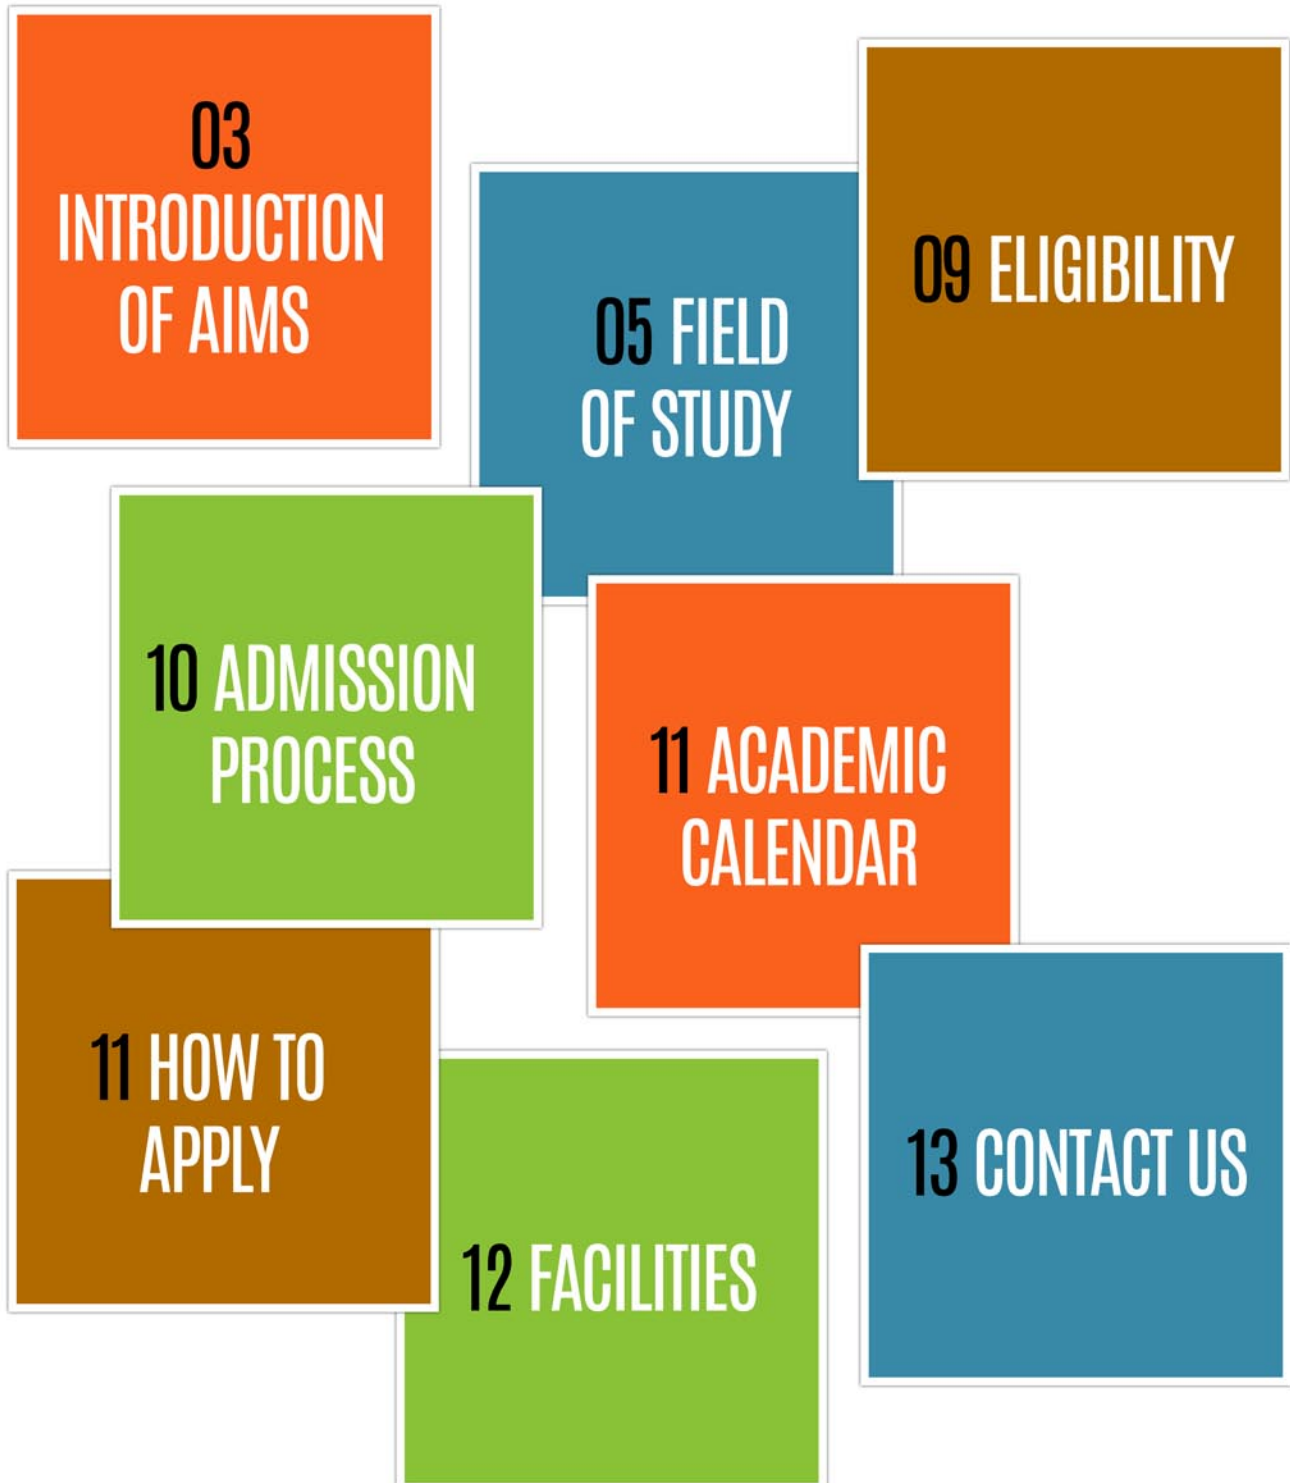 03
INTRODUCTION
OF AIMS
05 FIELD
OF STUDY
09 ELIGIBILITY
10 ADMISSION
PROCESS
11 ACADEMIC
CALENDAR
11 HOW TO
APPLY
12 FACILITIES
13 CONTACT US